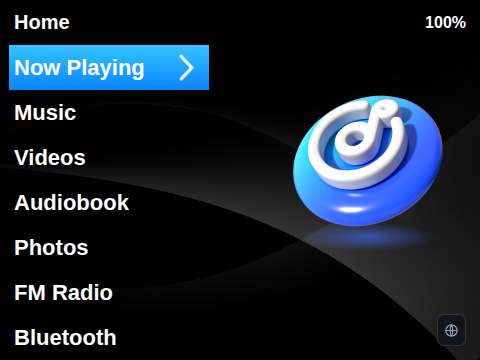 Home
100%
Now Playing
Music
Videos
Audiobook
Photos
FM Radio
Bluetooth